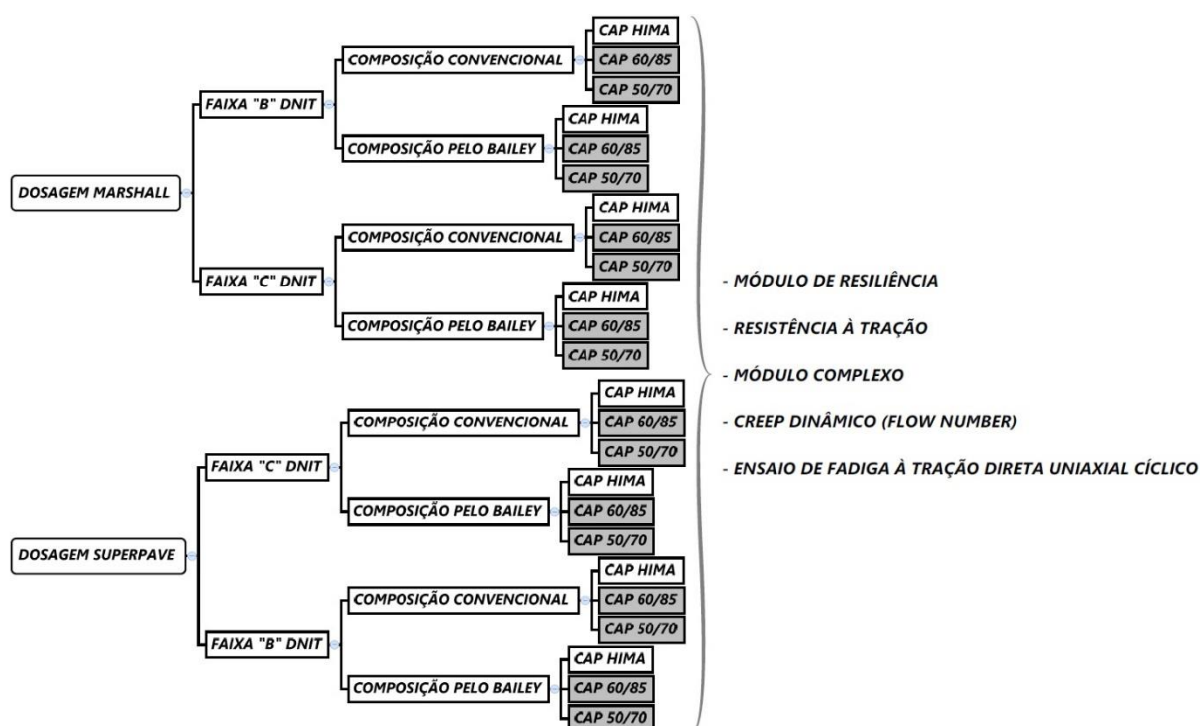 DOSAGEM MARSHALL
FAIXA "B" DNIT
COMPOSIÇÃO CONVENCIONAL
CAP HIMA
CAP 60/85
CAP 50/70
COMPOSIÇÃO PELO BAILEY
CAP HIMA
CAP 60/85
CAP 50/70
FAIXA "C" DNIT
COMPOSIÇÃO CONVENCIONAL
CAP HIMA
CAP 60/85
CAP 50/70
COMPOSIÇÃO PELO BAILEY
CAP HIMA
CAP 60/85
CAP 50/70
DOSAGEM SUPERPAVE
FAIXA "C" DNIT
COMPOSIÇÃO CONVENCIONAL
CAP HIMA
CAP 60/85
CAP 50/70
COMPOSIÇÃO PELO BAILEY
CAP HIMA
CAP 60/85
CAP 50/70
FAIXA "B" DNIT
COMPOSIÇÃO CONVENCIONAL
CAP HIMA
CAP 60/85
CAP 50/70
COMPOSIÇÃO PELO BAILEY
CAP HIMA
CAP 60/85
CAP 50/70
- MÓDULO DE RESILIÊNCIA
- RESISTÊNCIA À TRAÇÃO
- MÓDULO COMPLEXO
- CREEP DINÂMICO (FLOW NUMBER)
- ENSAIO DE FADIGA À TRAÇÃO DIRETA UNIAXIAL CÍCLICO